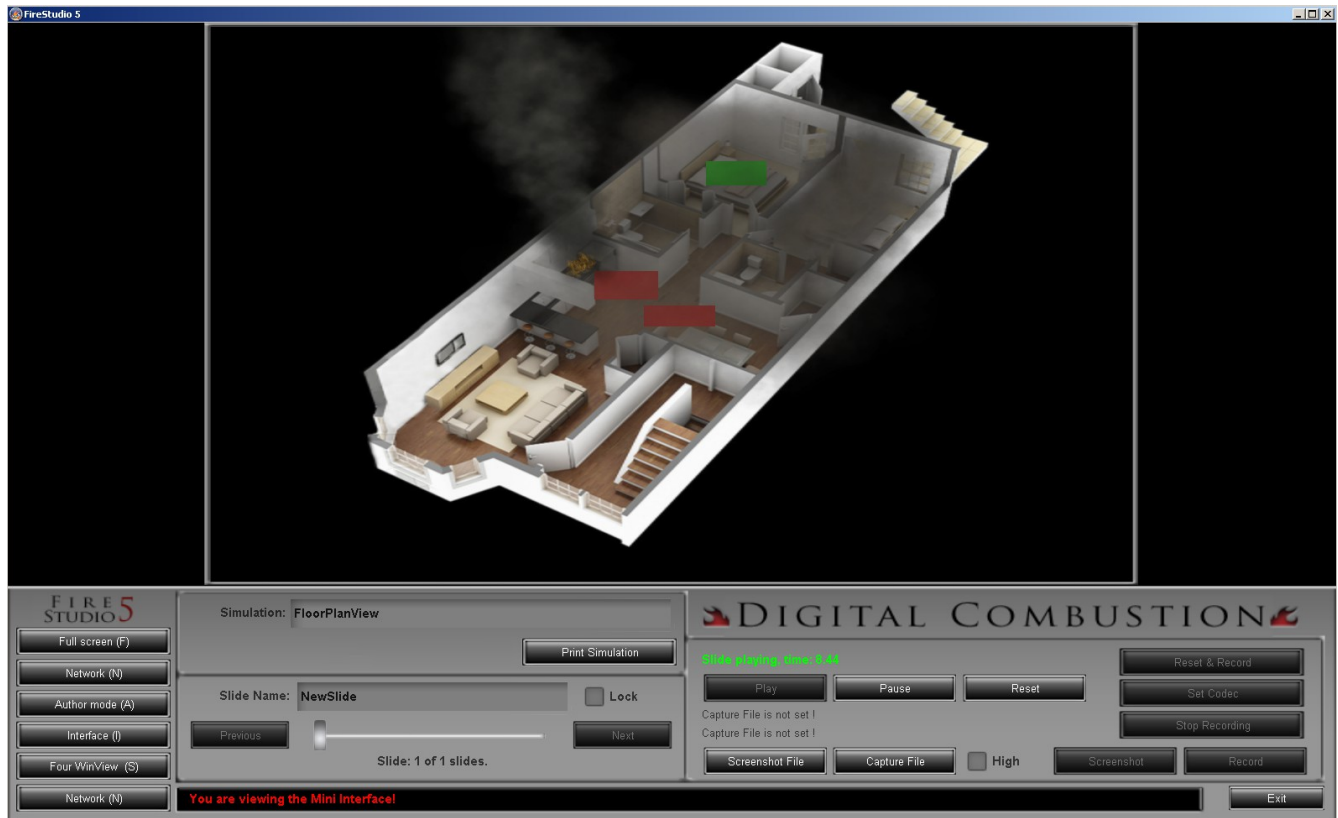 FireStudio 5
FIRE
STUDIO 5
Full screen (F)
Network (N)
Author mode (A)
Interface (I)
Four WinView (S)
Network (N)
Simulation: FloorPlanView
Print Simulation
Slide Name: NewSlide
Lock
Previous
Next
Slide: 1 of 1 slides.
You are viewing the Mini Interface!
DIGITAL COMBUSTION
Slide playing, time: 8.44
Play
Pause
Reset
Capture File is not set !
Capture File is not set !
Screenshot File
Capture File
High
Reset & Record
Set Codec
Stop Recording
Screenshot
Record
Exit